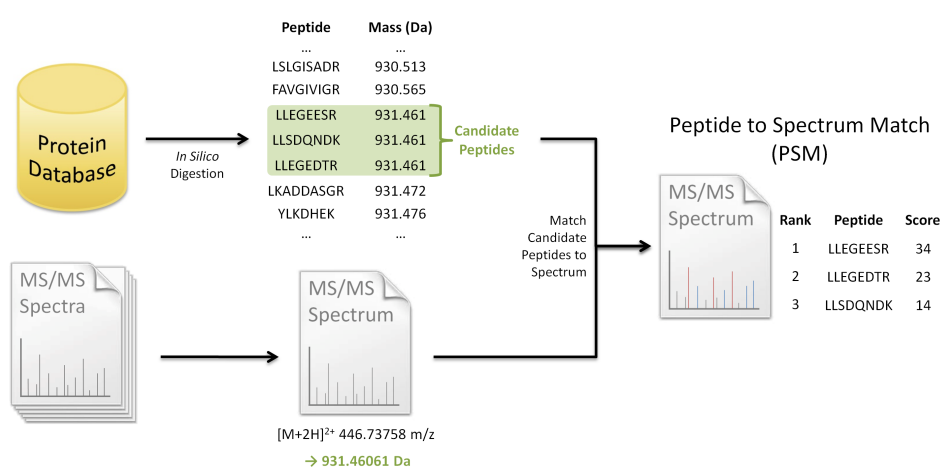 Peptide Mass (Da)
... ...
LSLGISADR 930.513
FAVGIVIGR 930.565
LLEGEESR 931.461
LLSDQNDK 931.461
LLEGEDTR 931.461
LKADDASGR 931.472
YLKDHEK 931.476
... ...
Candidate
Peptides
Protein
Database
In Silico
Digestion
MS/MS
Spectra
MS/MS
Spectrum
[M+2H]²⁺ 446.73758 m/z
→ 931.46061 Da
Match
Candidate
Peptides to
Spectrum
Peptide to Spectrum Match
(PSM)
MS/MS
Spectrum
Rank Peptide Score
1 LLEGEESR 34
2 LLEGEDTR 23
3 LLSDQNDK 14